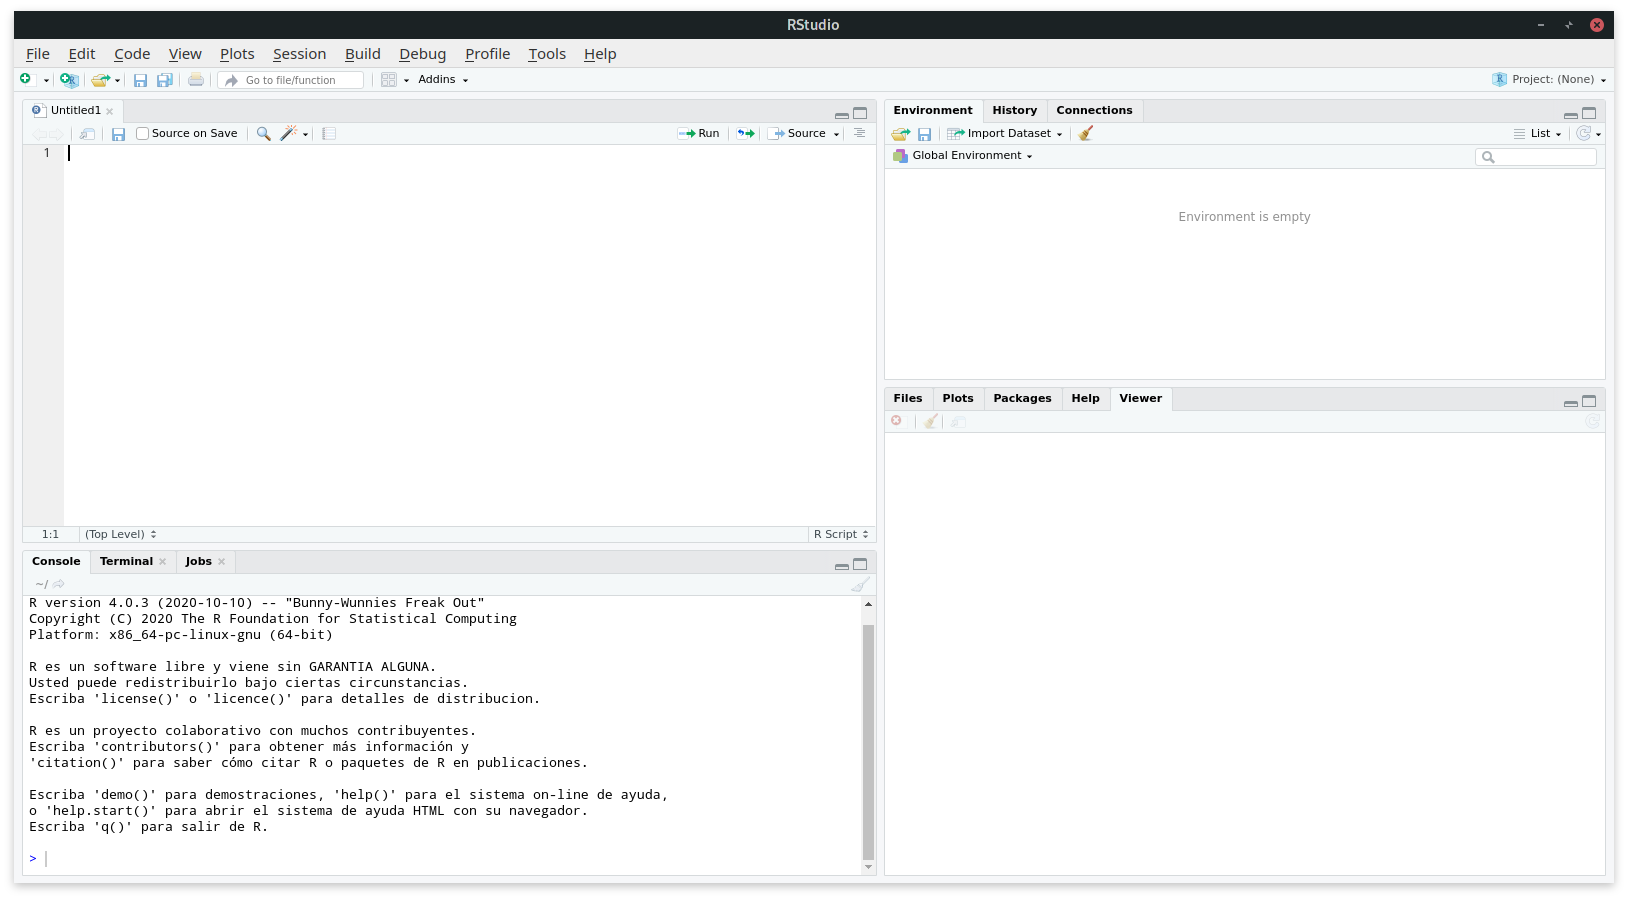 RStudio
File Edit Code View Plots Session Build Debug Profile Tools Help
Go to file/function Addins Project: (None)
Untitled1
Source on Save Run Source
1
1:1 (Top Level) R Script
Console Terminal Jobs
~/
R version 4.0.3 (2020-10-10) -- "Bunny-Wunnies Freak Out"
Copyright (C) 2020 The R Foundation for Statistical Computing
Platform: x86_64-pc-linux-gnu (64-bit)
R es un software libre y viene sin GARANTIA ALGUNA.
Usted puede redistribuirlo bajo ciertas circunstancias.
Escriba 'license()' o 'licence()' para detalles de distribucion.
R es un proyecto colaborativo con muchos contribuyentes.
Escriba 'contributors()' para obtener más información y
'citation()' para saber cómo citar R o paquetes de R en publicaciones.
Escriba 'demo()' para demostraciones, 'help()' para el sistema on-line de ayuda,
o 'help.start()' para abrir el sistema de ayuda HTML con su navegador.
Escriba 'q()' para salir de R.
>
Environment History Connections
Import Dataset List
Global Environment
Environment is empty
Files Plots Packages Help Viewer